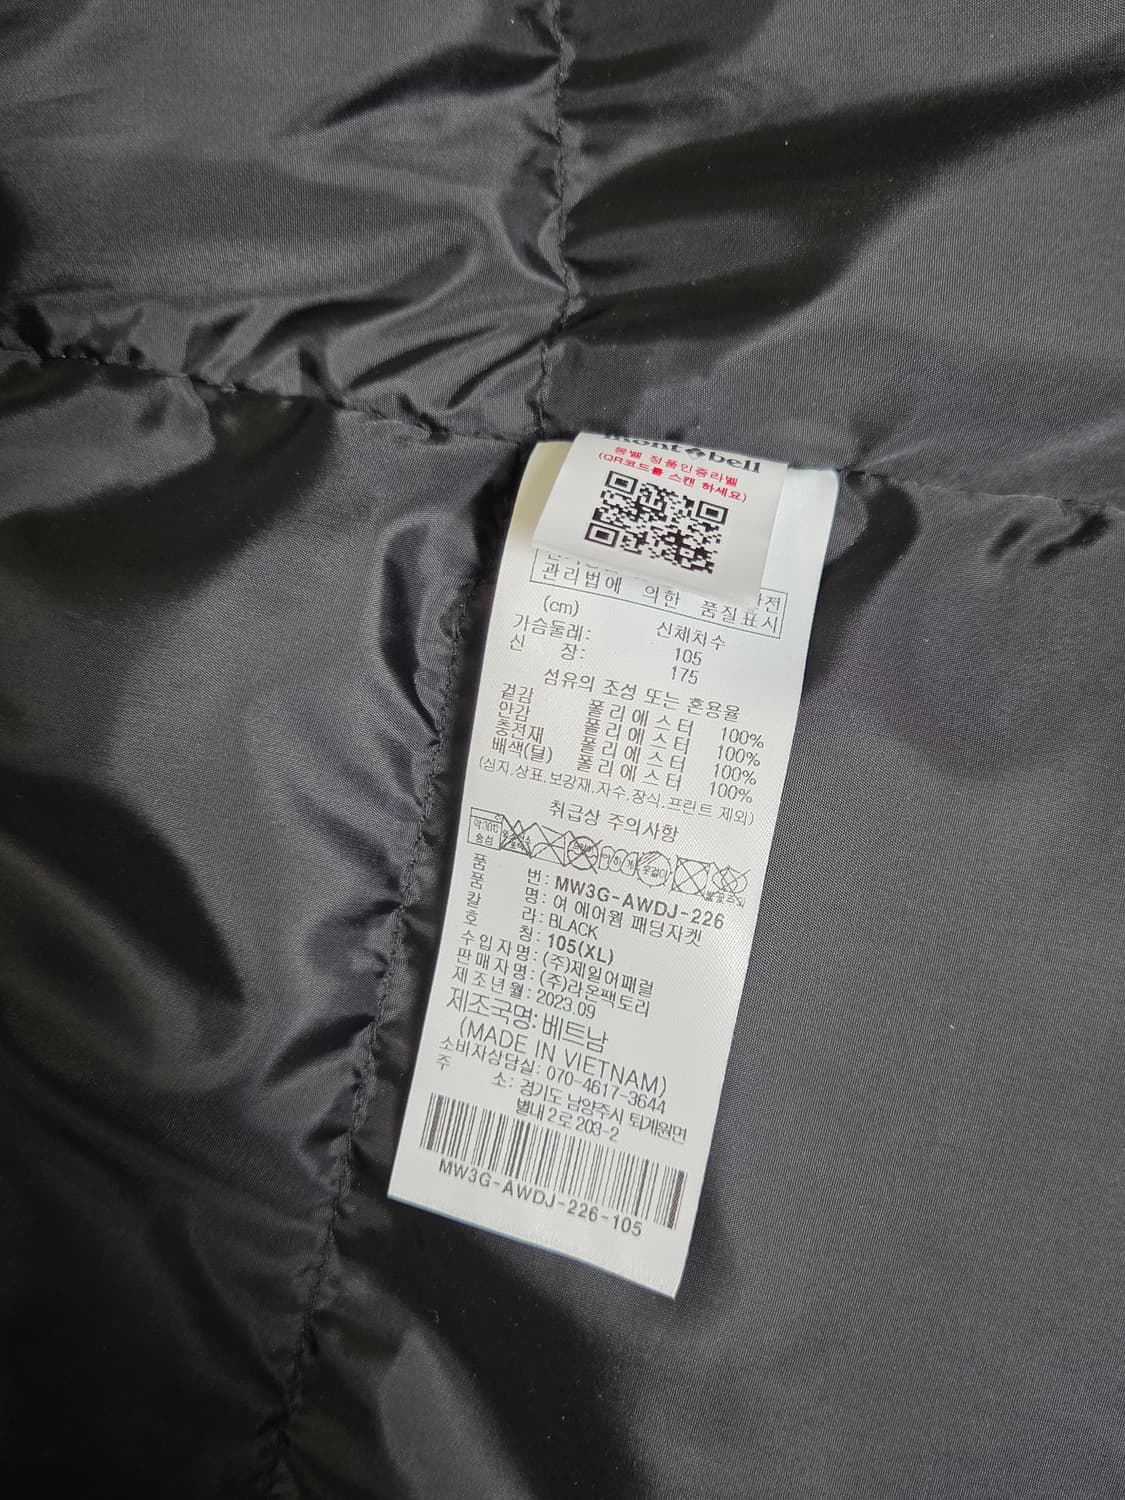 mont bell
몽벨 정품인증라벨
(QR코드를 스캔 하세요)
관리법에 의한 품질표시
(cm) 신체치수
가슴둘레: 105
신 장: 175
섬유의 조성 또는 혼용율
겉감 폴리에스터 100%
안감 폴리에스터 100%
충전재 폴리에스터 100%
배색(털) 폴리에스터 100%
(심지,상표,보강재,자수,장식,프린트 제외)
취급상 주의사항
품 번: MW3G-AWDJ-226
품 명: 여 에어웜 패딩자켓
칼 라: BLACK
호 칭: 105(XL)
수입자명: (주)제일어패럴
판매자명: (주)라온팩토리
제조년월: 2023.09
제조국명: 베트남
(MADE IN VIETNAM)
소비자상담실: 070-4617-3644
주 소: 경기도 남양주시 퇴계원면
별내2로 203-2
MW3G-AWDJ-226-105